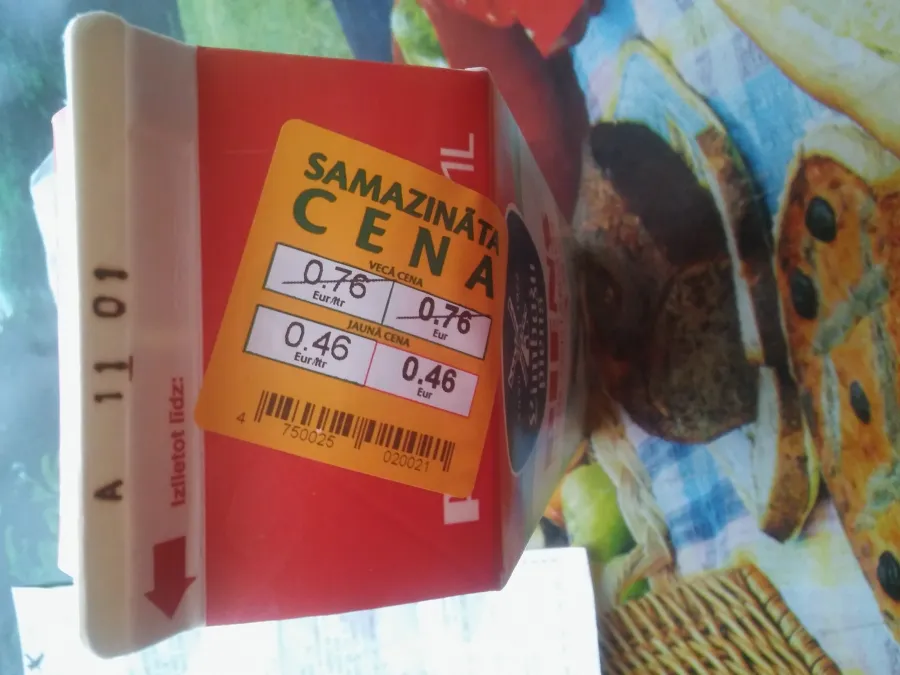 SAMAZINĀTA
CENA
VECĀ CENA
0.76
Eur/ltr
0.76
Eur
JAUNĀ CENA
0.46
Eur/ltr
0.46
Eur
4 750025 020021
Izlietot līdz:
A 11 01